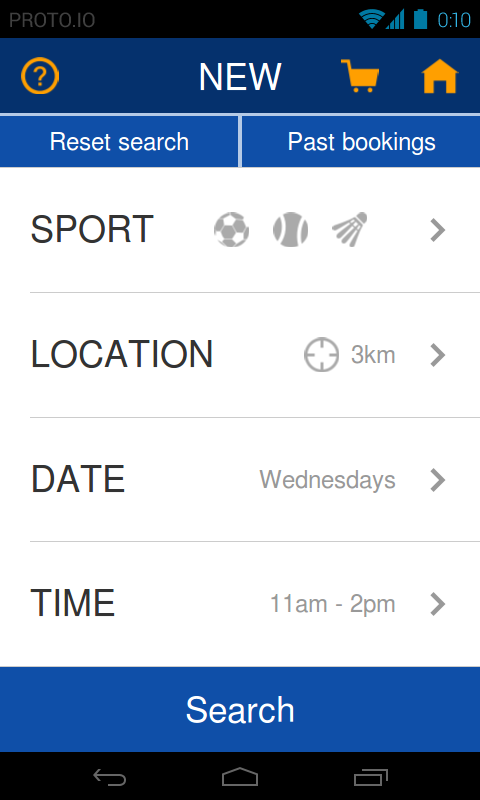 PROTO.IO 0:10
?
NEW
Reset search Past bookings
SPORT
LOCATION 3km
DATE Wednesdays
TIME 11am - 2pm
Search